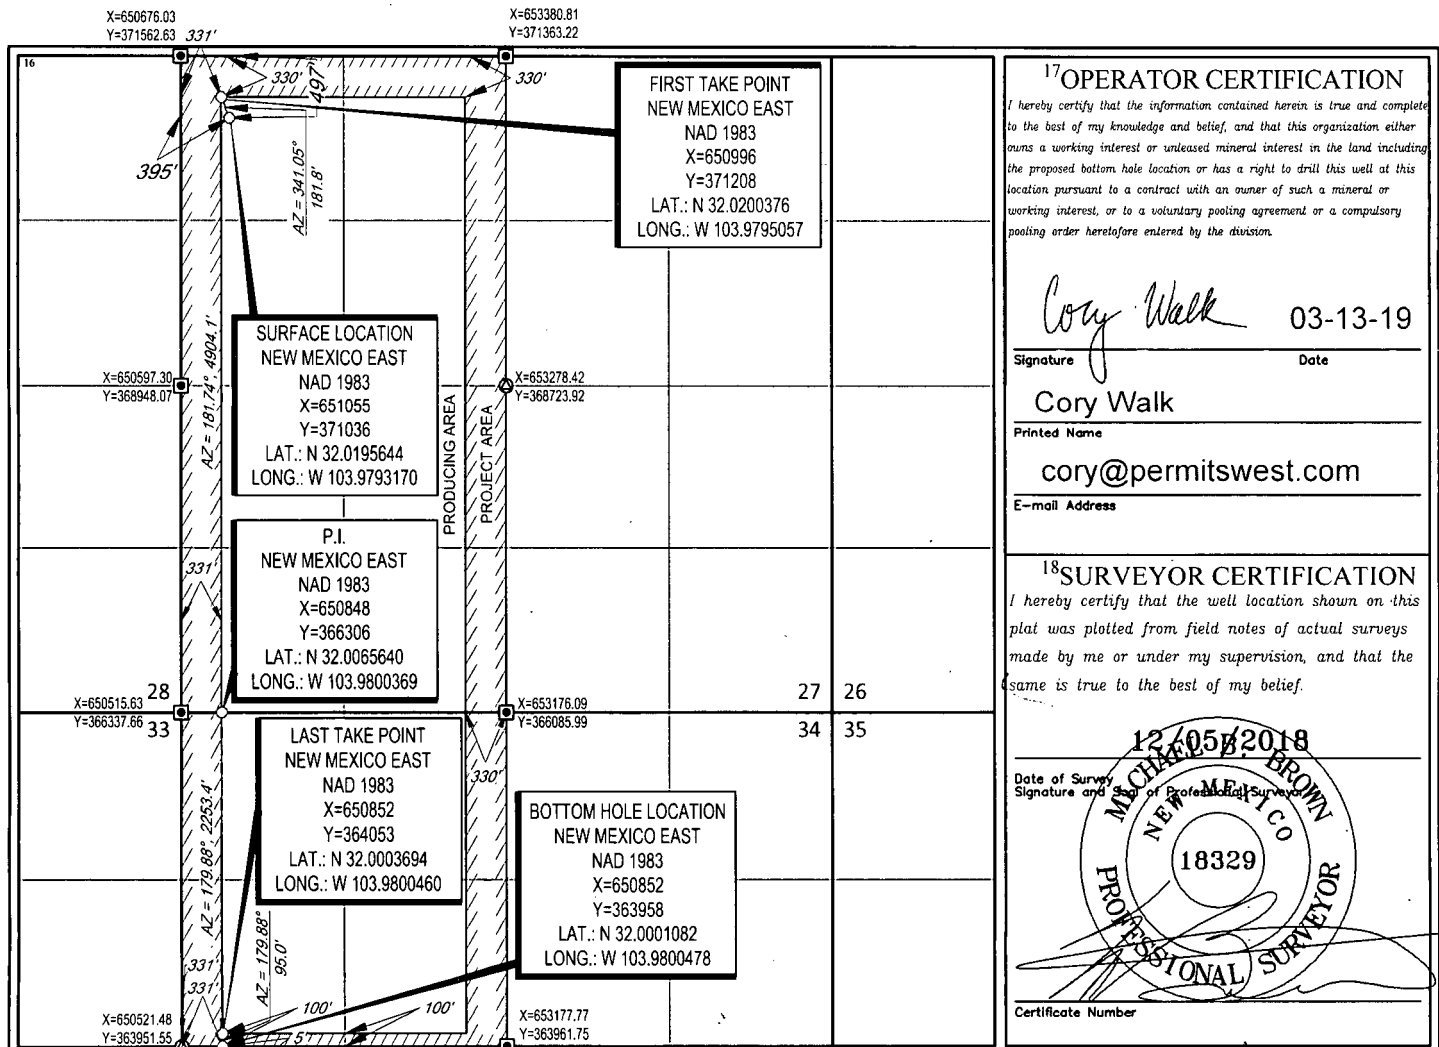 X=650676.03
Y=371562.63
331'
X=653380.81
Y=371363.22
16
330'
497'
330'
395'
AZ = 341.05°
181.8'
FIRST TAKE POINT
NEW MEXICO EAST
NAD 1983
X=650996
Y=371208
LAT.: N 32.0200376
LONG.: W 103.9795057
AZ = 181.74°, 4904.1'
SURFACE LOCATION
NEW MEXICO EAST
NAD 1983
X=651055
Y=371036
LAT.: N 32.0195644
LONG.: W 103.9793170
X=650597.30
Y=368948.07
X=653278.42
Y=368723.92
PRODUCING AREA
PROJECT AREA
331'
P.I.
NEW MEXICO EAST
NAD 1983
X=650848
Y=366306
LAT.: N 32.0065640
LONG.: W 103.9800369
X=650515.63
Y=366337.66
28
33
X=653176.09
Y=366085.99
27 26
34 35
LAST TAKE POINT
NEW MEXICO EAST
NAD 1983
X=650852
Y=364053
LAT.: N 32.0003694
LONG.: W 103.9800460
330'
AZ = 179.88°, 2253.4'
BOTTOM HOLE LOCATION
NEW MEXICO EAST
NAD 1983
X=650852
Y=363958
LAT.: N 32.0001082
LONG.: W 103.9800478
AZ = 179.88°
95.0'
331'
331'
100'
100'
5'
X=650521.48
Y=363951.55
X=653177.77
Y=363961.75
17 OPERATOR CERTIFICATION
I hereby certify that the information contained herein is true and complete
to the best of my knowledge and belief, and that this organization either
owns a working interest or unleased mineral interest in the land including
the proposed bottom hole location or has a right to drill this well at this
location pursuant to a contract with an owner of such a mineral or
working interest, or to a voluntary pooling agreement or a compulsory
pooling order heretofore entered by the division.
Cory Walk 03-13-19
Signature Date
Cory Walk
Printed Name
cory@permitswest.com
E-mail Address
18 SURVEYOR CERTIFICATION
I hereby certify that the well location shown on this
plat was plotted from field notes of actual surveys
made by me or under my supervision, and that the
same is true to the best of my belief.
12/05/2018
Date of Survey
Signature and Seal of Professional Surveyor
MICHAEL B. BROWN
NEW MEXICO
18329
PROFESSIONAL SURVEYOR
Certificate Number